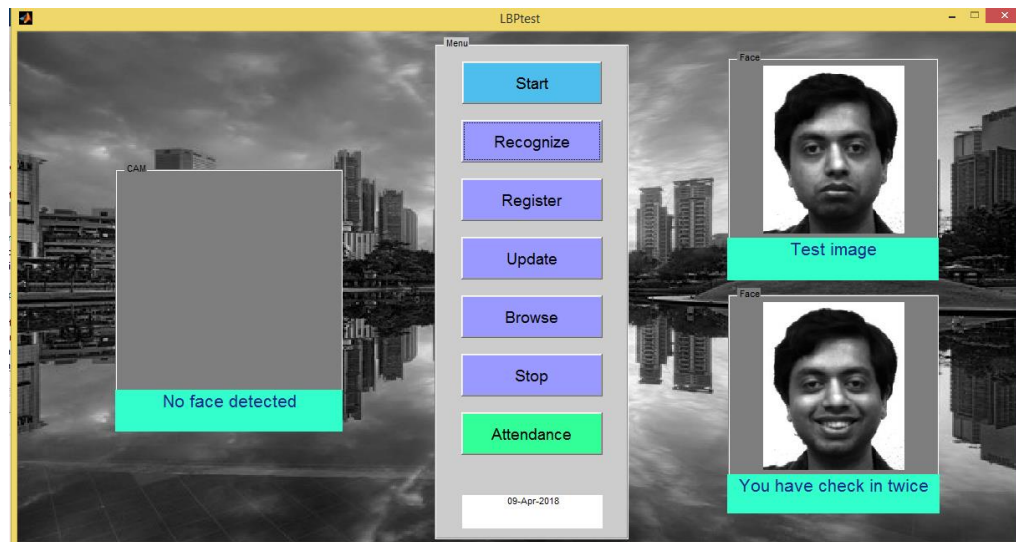 LBPtest
Menu
Start
Recognize
Register
Update
Browse
Stop
Attendance
09-Apr-2018
CAM
No face detected
Face
Test image
Face
You have check in twice